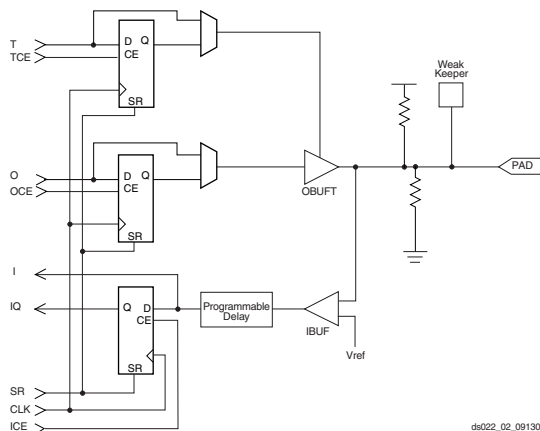 T
TCE
D Q
CE
SR
Weak
Keeper
O
OCE
D Q
CE
SR
OBUFT
PAD
I
IQ
Q D
CE
SR
Programmable
Delay
IBUF
Vref
SR
CLK
ICE
ds022_02_09130